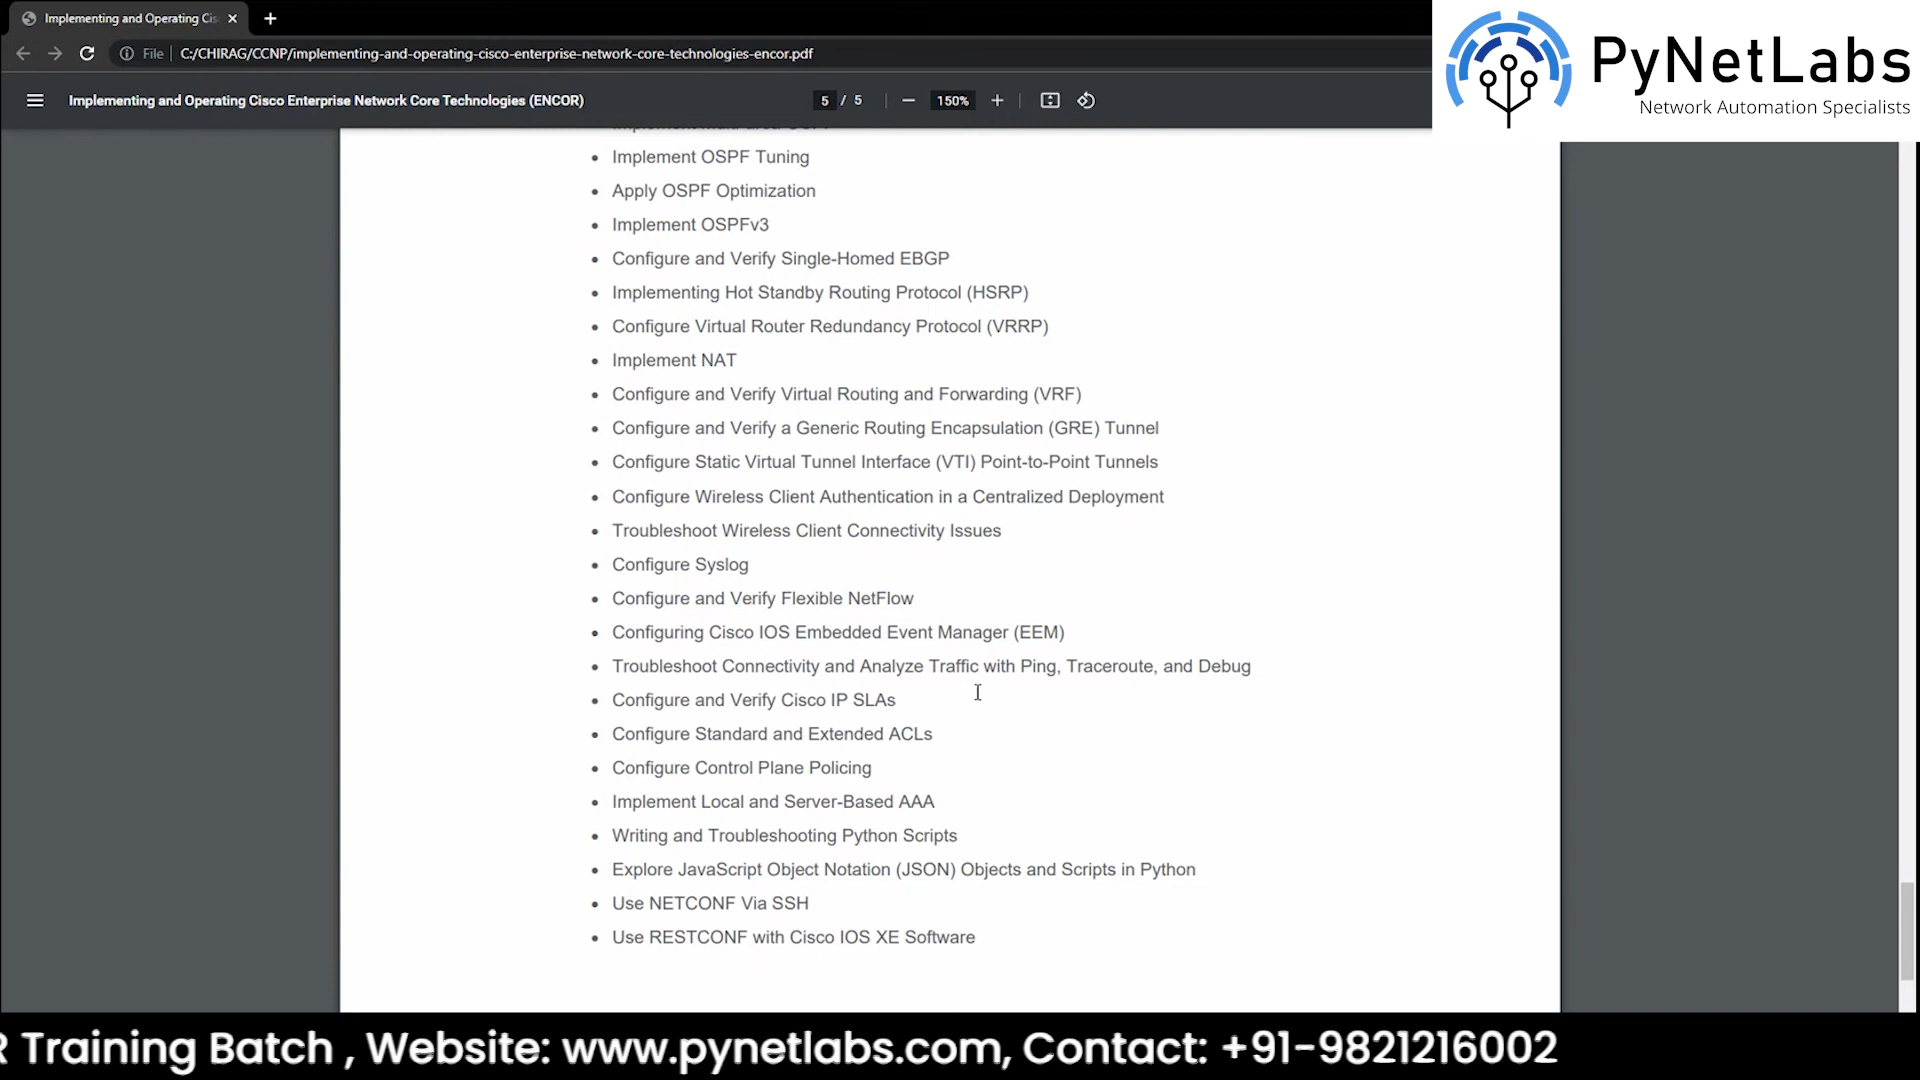 Implementing and Operating Cis
File
C:/CHIRAG/CCNP/implementing-and-operating-cisco-enterprise-network-core-technologies-encor.pdf
PyNetLabs
Network Automation Specialists
Implementing and Operating Cisco Enterprise Network Core Technologies (ENCOR)
5 / 5
150%
• Implement OSPF Tuning
• Apply OSPF Optimization
• Implement OSPFv3
• Configure and Verify Single-Homed EBGP
• Implementing Hot Standby Routing Protocol (HSRP)
• Configure Virtual Router Redundancy Protocol (VRRP)
• Implement NAT
• Configure and Verify Virtual Routing and Forwarding (VRF)
• Configure and Verify a Generic Routing Encapsulation (GRE) Tunnel
• Configure Static Virtual Tunnel Interface (VTI) Point-to-Point Tunnels
• Configure Wireless Client Authentication in a Centralized Deployment
• Troubleshoot Wireless Client Connectivity Issues
• Configure Syslog
• Configure and Verify Flexible NetFlow
• Configuring Cisco IOS Embedded Event Manager (EEM)
• Troubleshoot Connectivity and Analyze Traffic with Ping, Traceroute, and Debug
• Configure and Verify Cisco IP SLAs
• Configure Standard and Extended ACLs
• Configure Control Plane Policing
• Implement Local and Server-Based AAA
• Writing and Troubleshooting Python Scripts
• Explore JavaScript Object Notation (JSON) Objects and Scripts in Python
• Use NETCONF Via SSH
• Use RESTCONF with Cisco IOS XE Software
R Training Batch , Website: www.pynetlabs.com, Contact: +91-9821216002